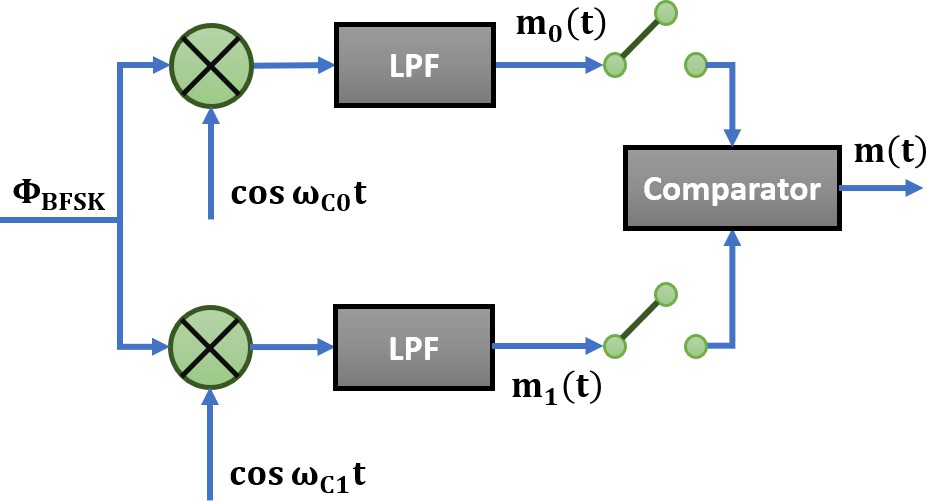 m₀(t)
LPF
m(t)
Φ_BFSK
cos ω_C0 t
Comparator
LPF
m₁(t)
cos ω_C1 t